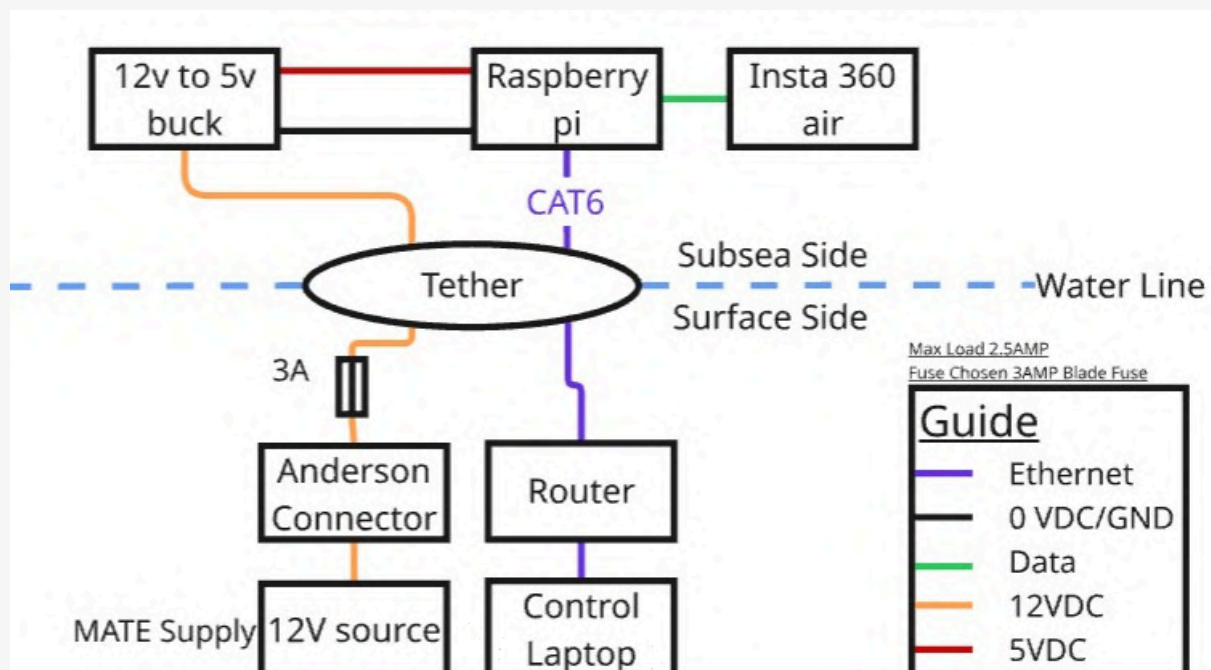 12v to 5v
buck
Raspberry
pi
Insta 360
air
CAT6
Tether
Subsea Side
Water Line
Surface Side
3A
Max Load 2.5AMP
Fuse Chosen 3AMP Blade Fuse
Guide
Ethernet
0 VDC/GND
Data
12VDC
5VDC
Anderson
Connector
Router
MATE Supply
12V source
Control
Laptop